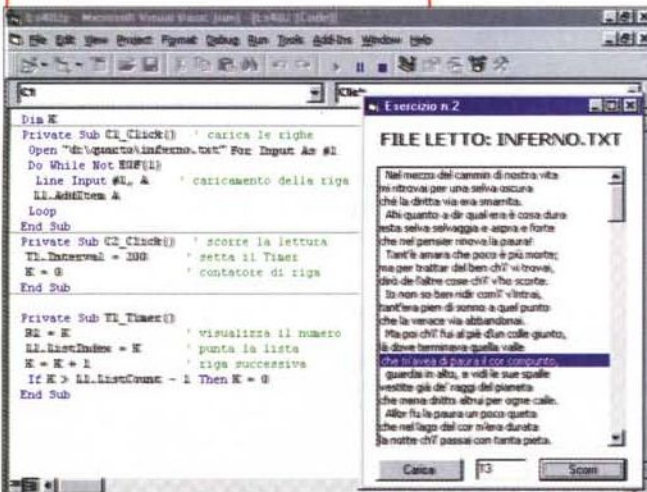 Microsoft Visual Basic [run] - [Es402 (Code)]
File Edit View Project Format Debug Run Tools Add-Ins Window Help
C1
Click
Dim K
Private Sub C1_Click() ' carica le righe
Open "d:\quarto\inferno.txt" For Input As #1
Do While Not EOF(1)
Line Input #1, A ' caricamento della riga
L1.AddItem A
Loop
End Sub
Private Sub C2_Click() ' scorre la lettura
T1.Interval = 200 ' setta il Timer
K = 0 ' contatore di riga
End Sub
Private Sub T1_Timer()
B1 = K ' visualizza il numero
L1.ListIndex = K ' punta la lista
K = K + 1 ' riga successiva
If K > L1.ListCount - 1 Then K = 0
End Sub
Esercizio n.2
FILE LETTO: INFERNO.TXT
Nel mezzo del cammin di nostra vita
mi ritrovai per una selva oscura
ché la diritta via era smarrita.
Ahi quanto a dir qual era è cosa dura
esta selva selvaggia e aspra e forte
che nel pensier rinova la paura!
Tant'è amara che poco è più morte;
ma per trattar del ben ch'i' vi trovai,
dirò de l'altre cose ch'i' v'ho scorte.
Io non so ben ridir com'i' v'intrai,
tant'era pien di sonno a quel punto
che la verace via abbandonai.
Ma poi ch'i' fui al piè d'un colle giunto,
là dove terminava quella valle
che m'avea di paura il cor compunto,
guardai in alto, e vidi le sue spalle
vestite già de' raggi del pianeta
che mena dritto altrui per ogne calle.
Allor fu la paura un poco queta
che nel lago del cor m'era durata
la notte ch'i' passai con tanta pieta.
Carica
Scorri